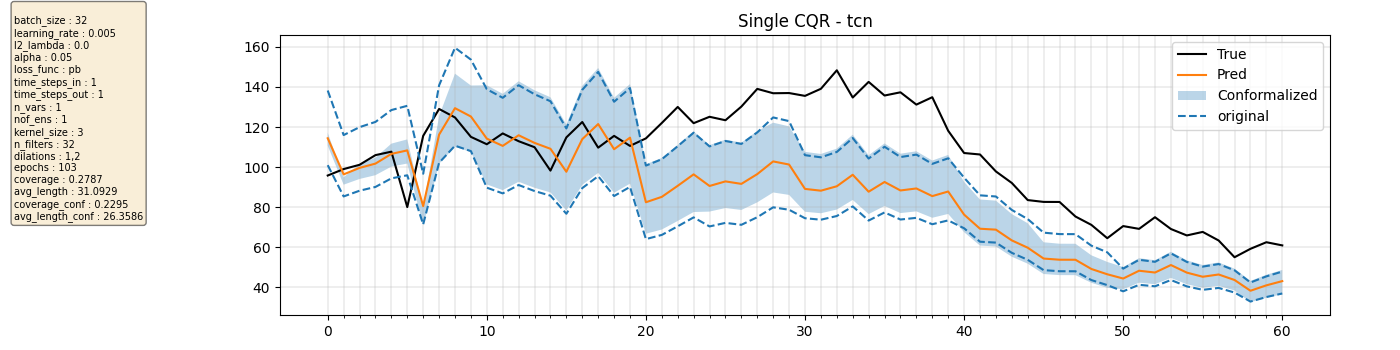 batch_size : 32
learning_rate : 0.005
l2_lambda : 0.0
alpha : 0.05
loss_func : pb
time_steps_in : 1
time_steps_out : 1
n_vars : 1
nof_ens : 1
kernel_size : 3
n_filters : 32
dilations : 1,2
epochs : 103
coverage : 0.2787
avg_length : 31.0929
coverage_conf : 0.2295
avg_length_conf : 26.3586
Single CQR - tcn
160
140
120
100
80
60
40
0 10 20 30 40 50 60
True
Pred
Conformalized
original